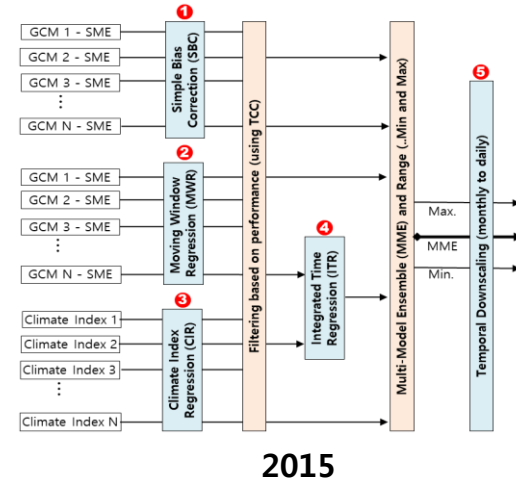 1
GCM 1 - SME
GCM 2 - SME
GCM 3 - SME
⋮
GCM N - SME
Simple Bias
Correction (SBC)
2
GCM 1 - SME
GCM 2 - SME
GCM 3 - SME
⋮
GCM N - SME
Moving Window
Regression (MWR)
3
Climate Index 1
Climate Index 2
Climate Index 3
⋮
Climate Index N
Climate Index
Regression (CIR)
Filtering based on performance (using TCC)
4
Integrated Time
Regression (ITR)
Multi-Model Ensemble (MME) and Range (..Min and Max)
Max.
MME
Min.
5
Temporal Downscaling (monthly to daily)
2015